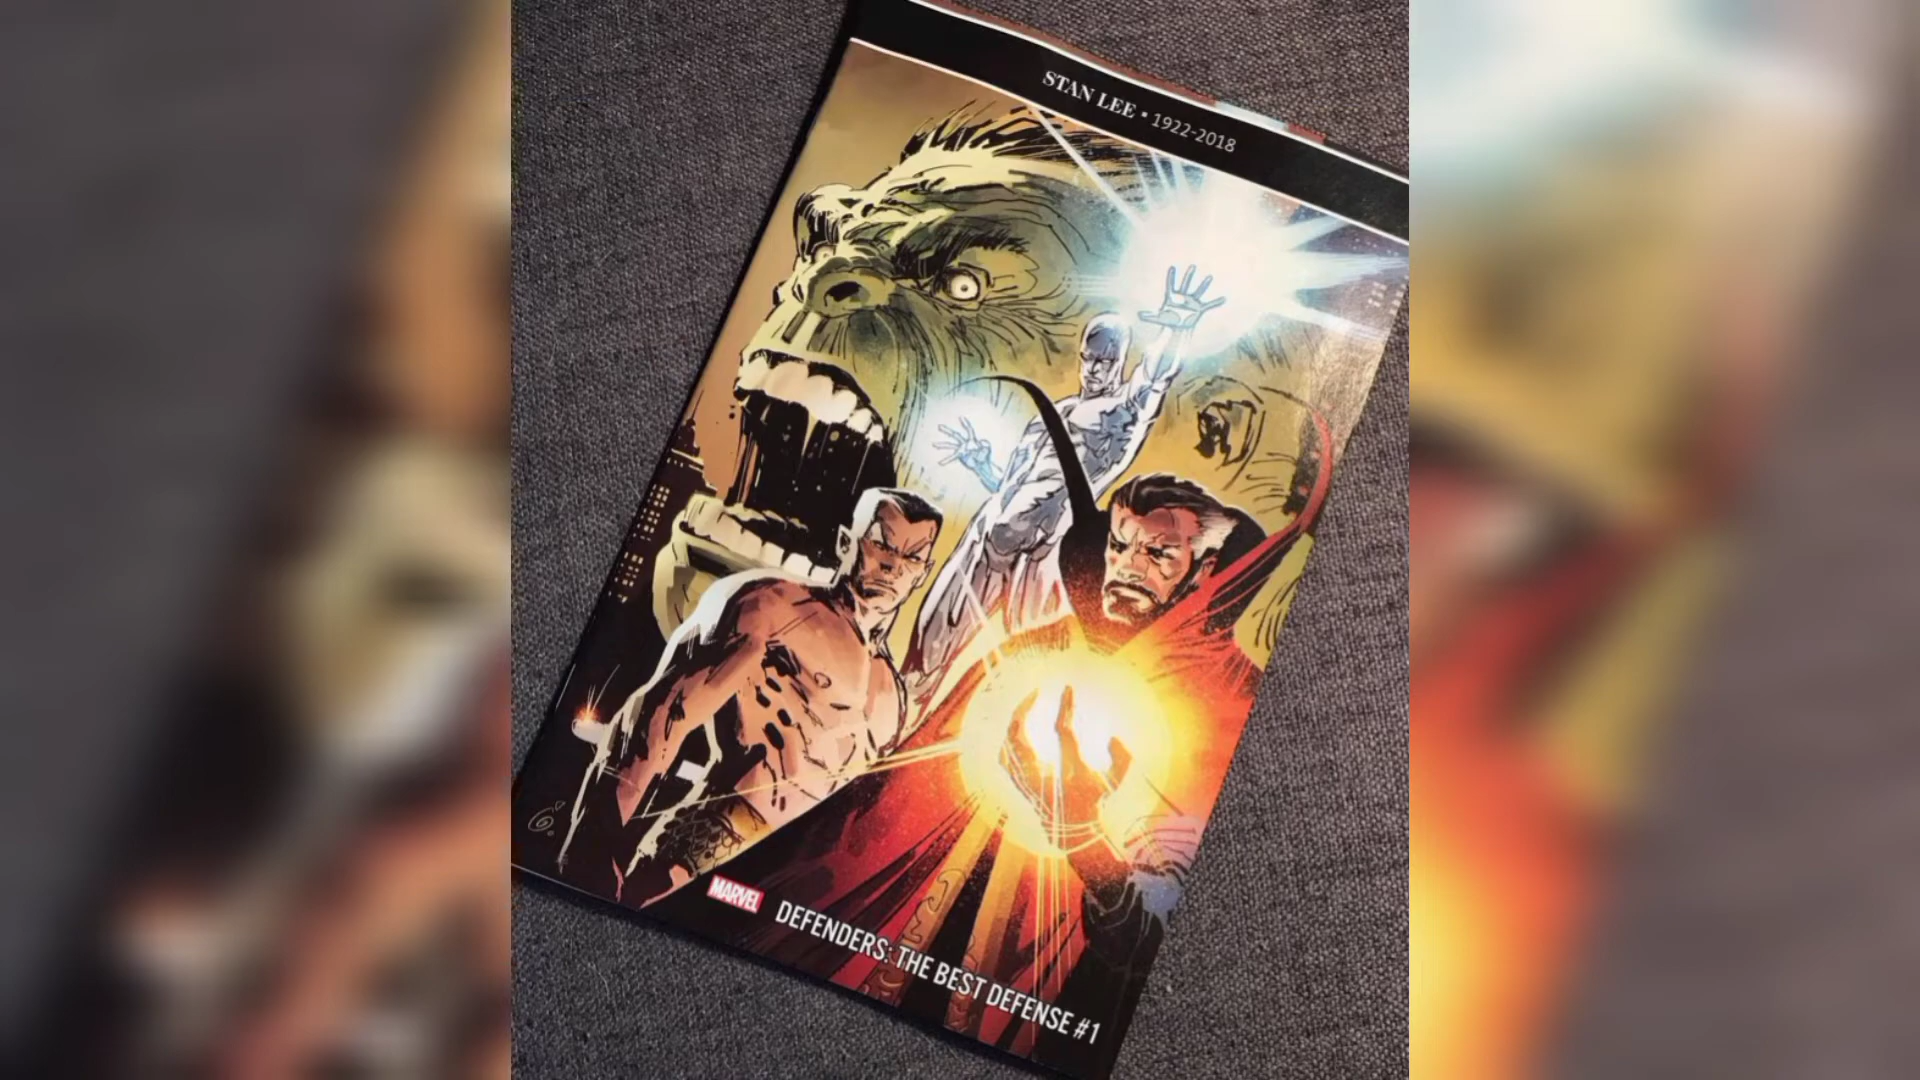 STAN LEE • 1922-2018
MARVEL
DEFENDERS: THE BEST DEFENSE #1